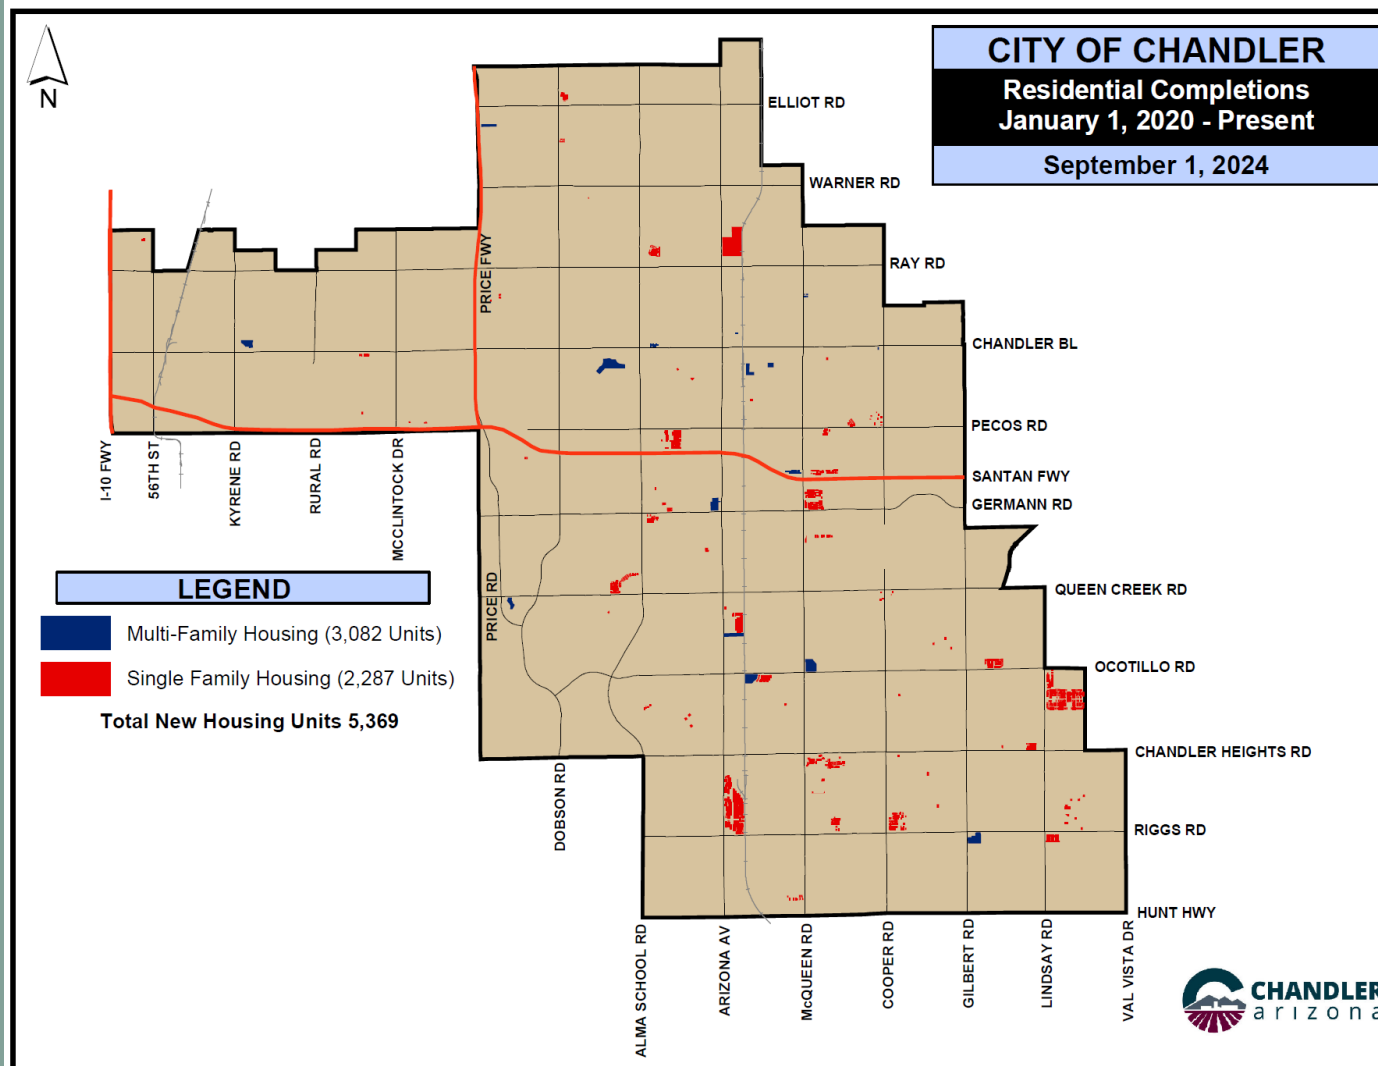 CITY OF CHANDLER
Residential Completions
January 1, 2020 - Present
September 1, 2024
N
ELLIOT RD
WARNER RD
RAY RD
PRICE FWY
CHANDLER BL
PECOS RD
SANTAN FWY
GERMANN RD
I-10 FWY
56TH ST
KYRENE RD
RURAL RD
MCCLINTOCK DR
LEGEND
Multi-Family Housing (3,082 Units)
Single Family Housing (2,287 Units)
Total New Housing Units 5,369
PRICE RD
QUEEN CREEK RD
OCOTILLO RD
CHANDLER HEIGHTS RD
DOBSON RD
RIGGS RD
HUNT HWY
ALMA SCHOOL RD
ARIZONA AV
McQUEEN RD
COOPER RD
GILBERT RD
LINDSAY RD
VAL VISTA DR
CHANDLER
arizona